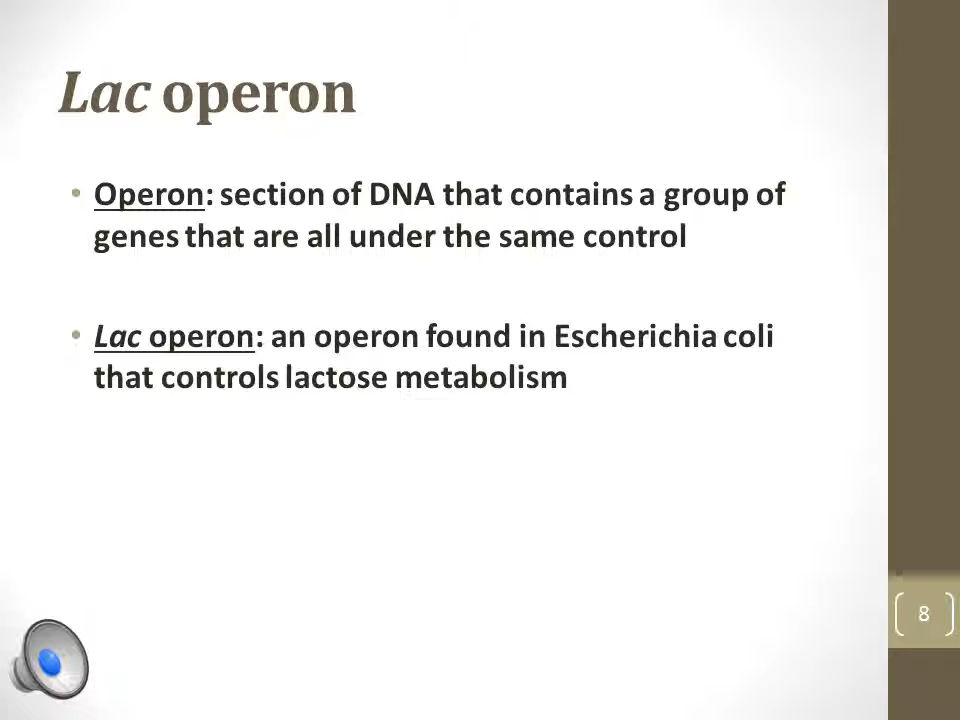 Lac operon
• Operon: section of DNA that contains a group of
genes that are all under the same control
• Lac operon: an operon found in Escherichia coli
that controls lactose metabolism
8